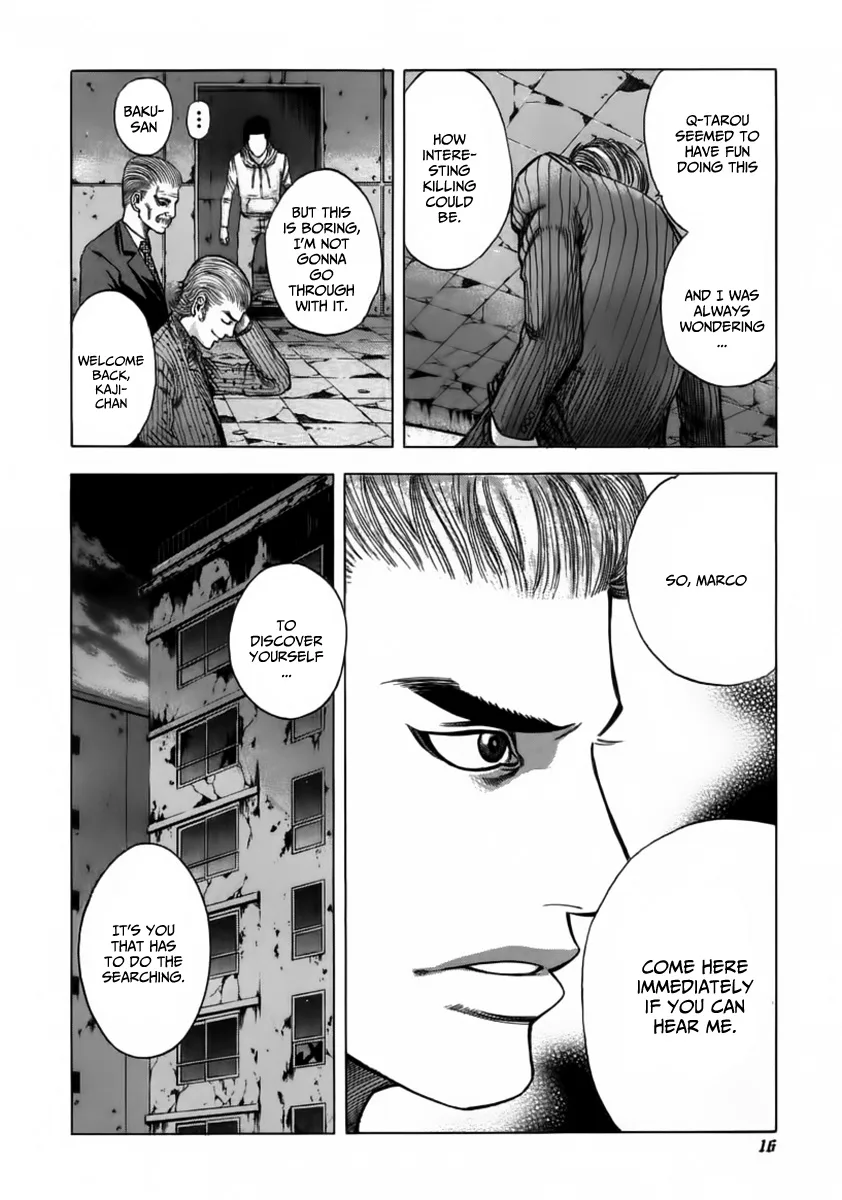 Q-TAROU
SEEMED TO
HAVE FUN
DOING THIS
AND I WAS
ALWAYS
WONDERING
...
HOW
INTERE-
STING
KILLING
COULD
BE.
BUT THIS
IS BORING,
I'M NOT
GONNA
GO
THROUGH
WITH IT.
...
BAKU-
SAN
WELCOME
BACK,
KAJI-
CHAN
SO, MARCO
COME HERE
IMMEDIATELY
IF YOU CAN
HEAR ME.
TO
DISCOVER
YOURSELF
...
IT'S YOU
THAT HAS
TO DO THE
SEARCHING.
16